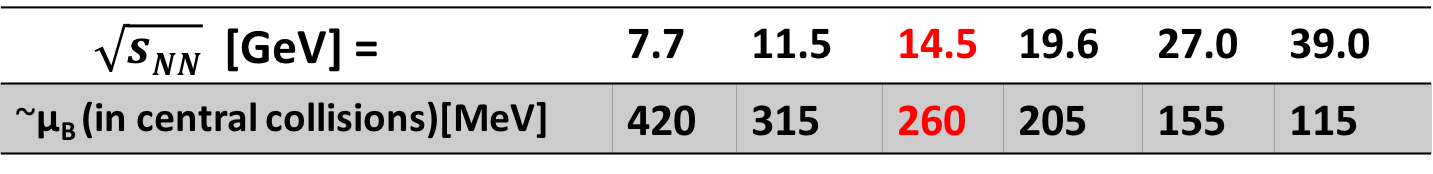 √s_NN [GeV] = 7.7 11.5 14.5 19.6 27.0 39.0
~μ_B (in central collisions)[MeV] 420 315 260 205 155 115